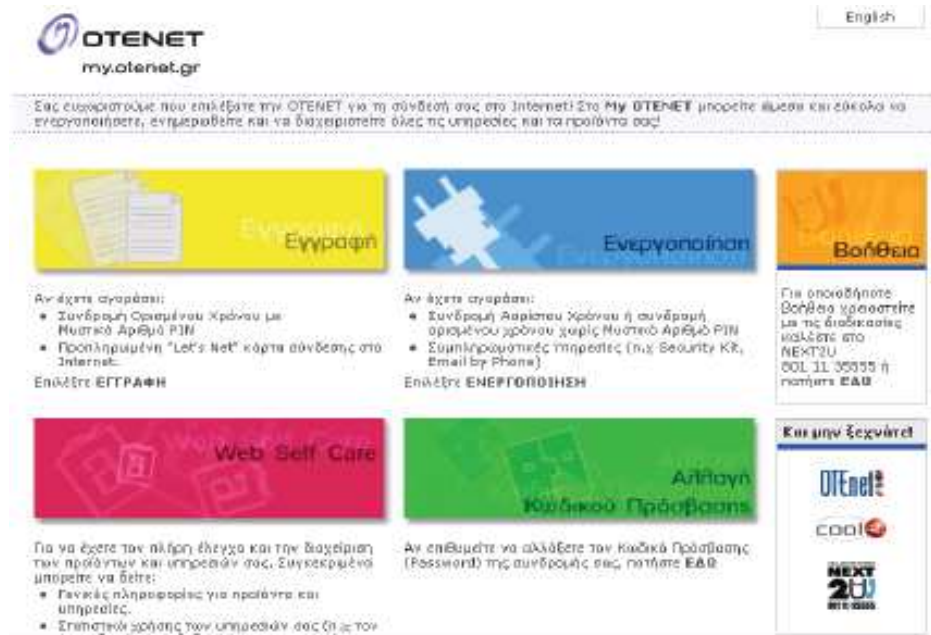 English
OTENET
my.otenet.gr
Σας ευχαριστούμε που επιλέξατε την OTENET για τη σύνδεσή σας στο Internet! Στο My OTENET μπορείτε άμεσα και εύκολα να
ενεργοποιήσετε, ενημερωθείτε και να διαχειριστείτε όλες τις υπηρεσίες και τα προϊόντα σας!
Εγγραφή
Αν έχετε αγοράσει:
Συνδρομή Ορισμένου Χρόνου με
Μυστικό Αριθμό PIN
Προπληρωμένη "Let's Net" κάρτα σύνδεσης στο
Internet.
Επιλέξτε ΕΓΓΡΑΦΗ
Ενεργοποίηση
Αν έχετε αγοράσει:
Συνδρομή Αορίστου Χρόνου ή συνδρομή
ορισμένου χρόνου χωρίς Μυστικό Αριθμό PIN
Συμπληρωματικές υπηρεσίες (π.χ Security Kit,
Email by Phone)
Επιλέξτε ΕΝΕΡΓΟΠΟΙΗΣΗ
Βοήθεια
Για οποιαδήποτε
βοήθεια χρειαστείτε
με τις διαδικασίες
καλέστε στο
NEXT2U
801 11 35555 ή
πατήστε ΕΔΩ
Web Self Care
Για να έχετε τον πλήρη έλεγχο και την διαχείριση
των προϊόντων και υπηρεσιών σας. Συγκεκριμένα
μπορείτε να δείτε:
Γενικές πληροφορίες για προϊόντα και
υπηρεσίες.
Στατιστικά χρήσης των υπηρεσιών σας (π.χ τον
Αλλαγή
Κωδικού Πρόσβασης
Αν επιθυμείτε να αλλάξετε τον Κωδικό Πρόσβασης
(Password) της συνδρομής σας, πατήστε ΕΔΩ
Και μην ξεχνάτε!
OTEnet
cool
NEXT
2U